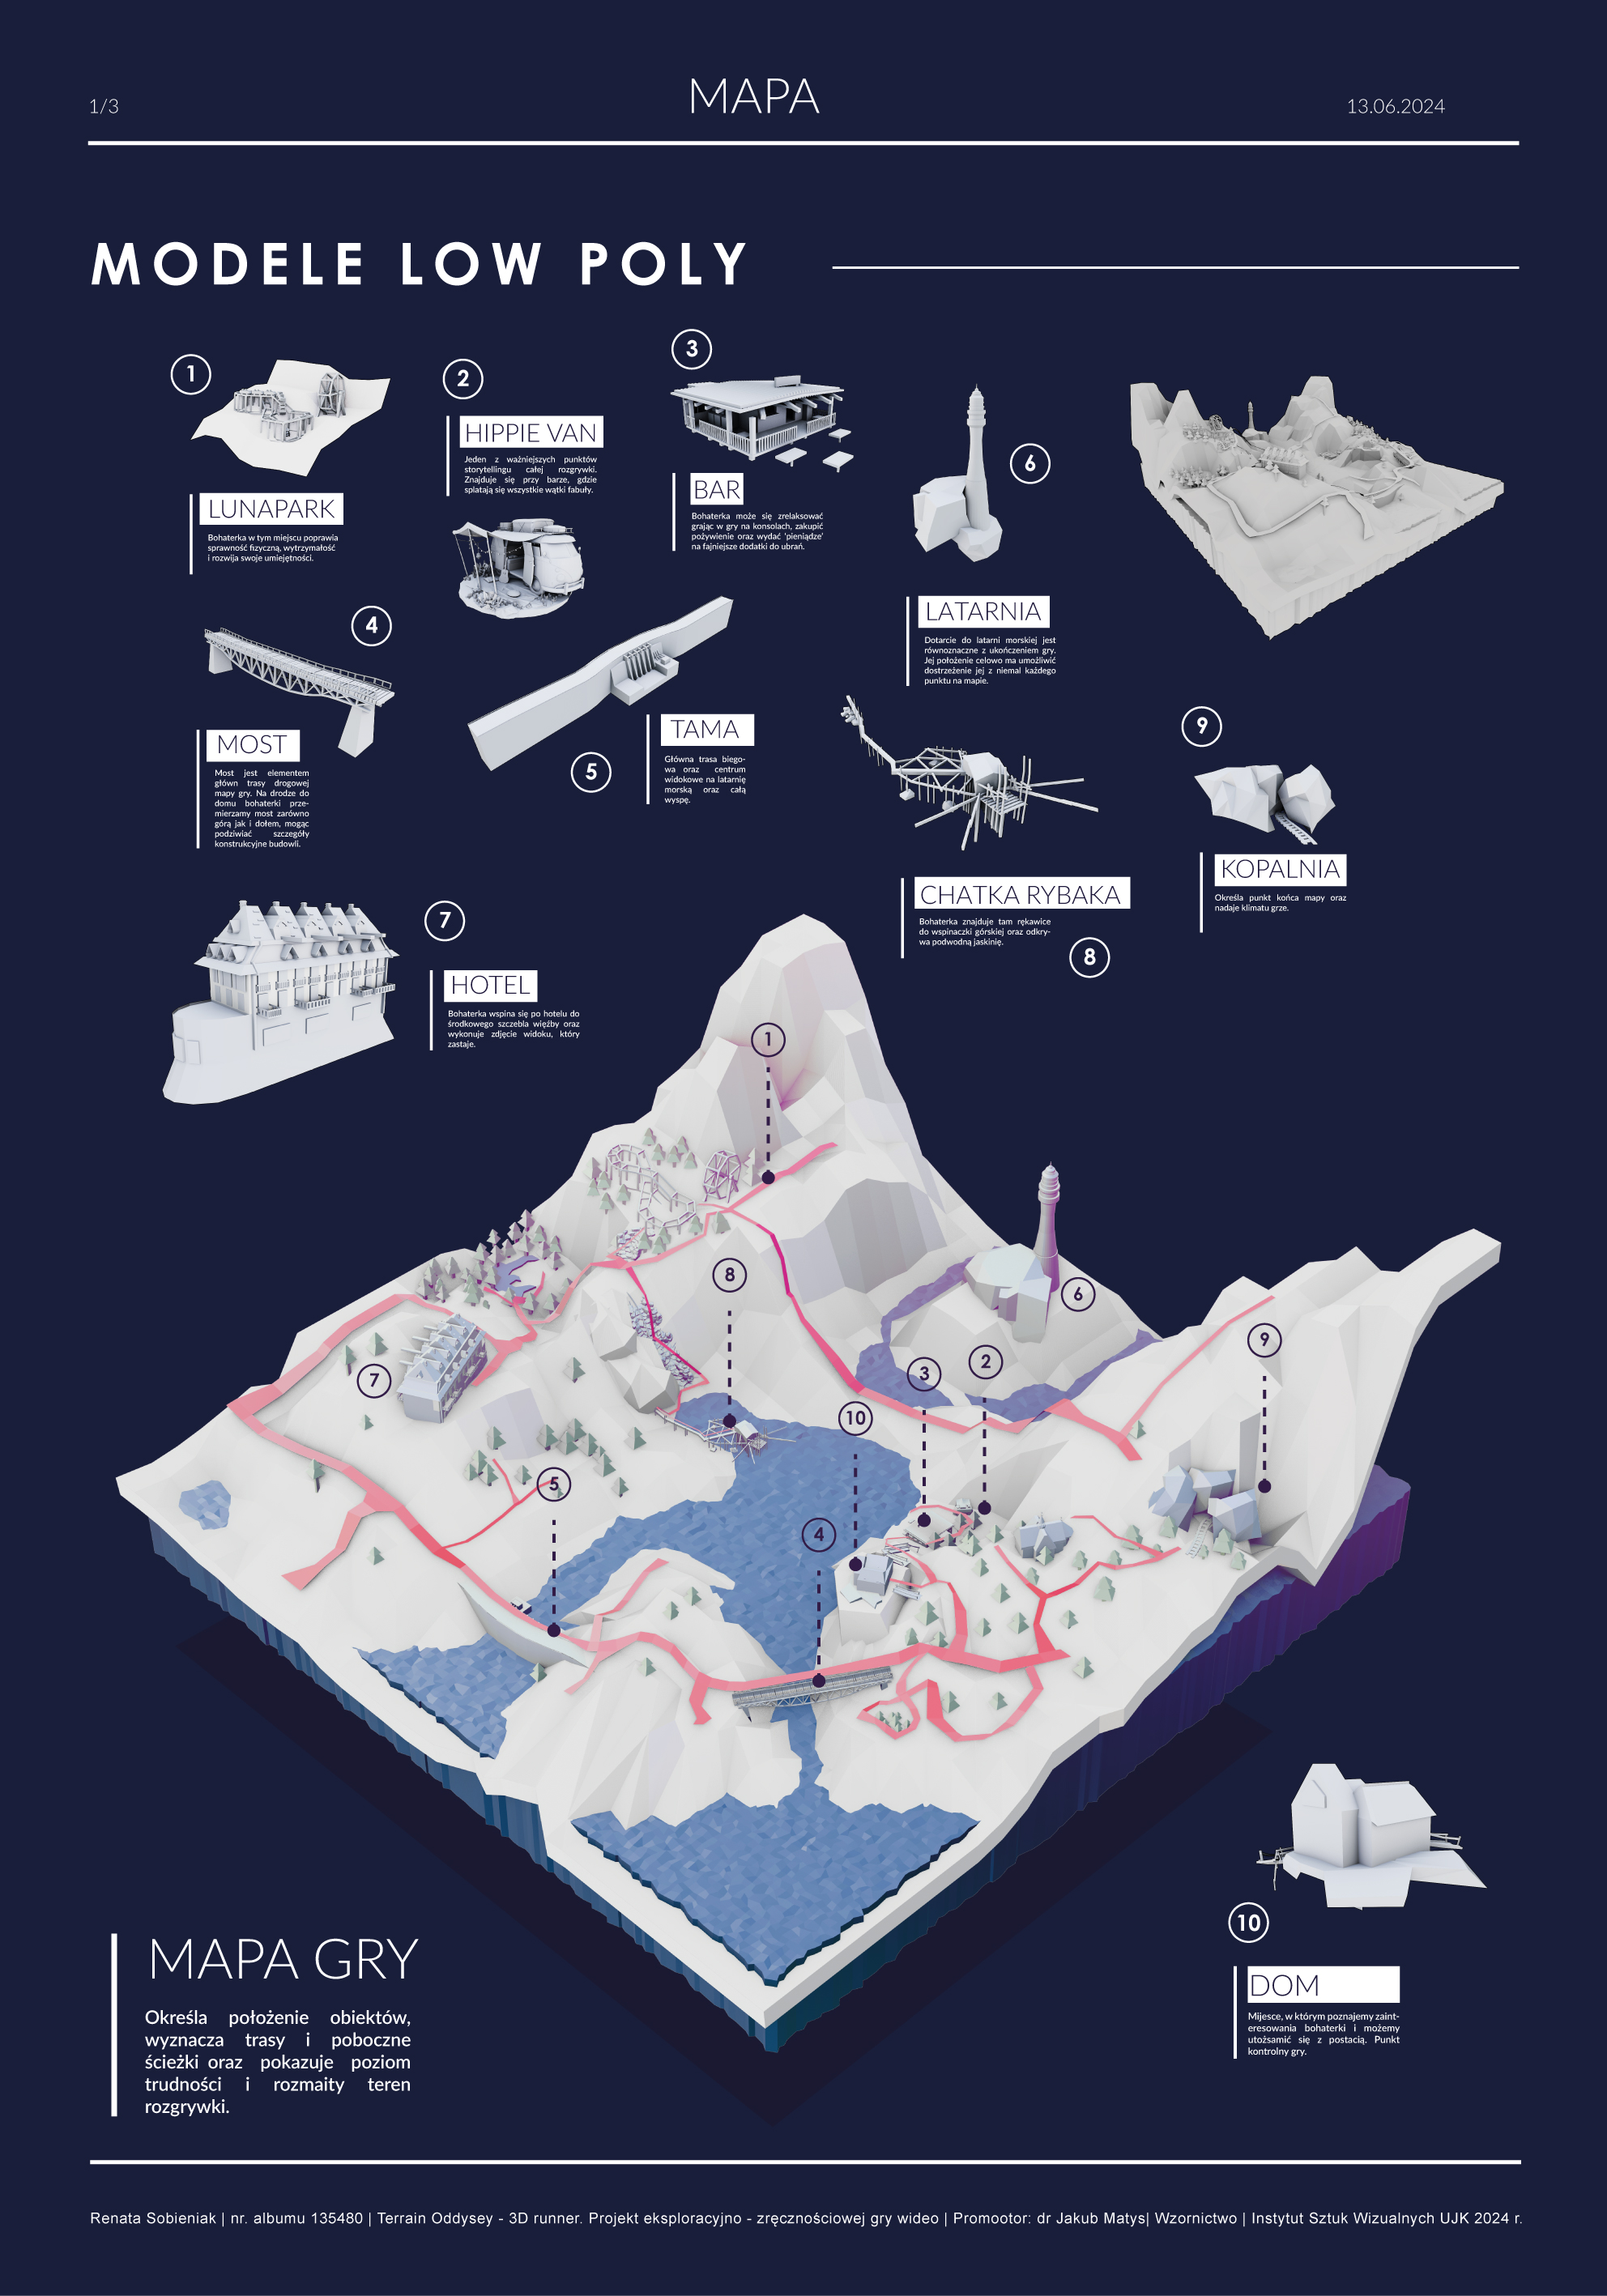 1/3
MAPA
13.06.2024
MODELE LOW POLY
1
LUNAPARK
Bohaterka w tym miejscu poprawia
sprawność fizyczną, wytrzymałość
i rozwija swoje umiejętności.
2
HIPPIE VAN
Jeden z ważniejszych punktów
storytellingu całej rozgrywki.
Znajduje się przy barze, gdzie
splatają się wszystkie wątki fabuły.
3
BAR
Bohaterka może się zrelaksować
grając w gry na konsolach, zakupić
pożywienie oraz wydać 'pieniądze'
na fajniejsze dodatki do ubrań.
6
LATARNIA
Dotarcie do latarni morskiej jest
równoznaczne z ukończeniem gry.
Jej położenie celowo ma umożliwić
dostrzeżenie jej z niemal każdego
punktu na mapie.
4
MOST
Most jest elementem
główn trasy drogowej
mapy gry. Na drodze do
domu bohaterki prze-
mierzamy most zarówno
górą jak i dołem, mogąc
podziwiać szczegóły
konstrukcyjne budowli.
5
TAMA
Główna trasa biego-
wa oraz centrum
widokowe na latarnię
morską oraz całą
wyspę.
9
KOPALNIA
Określa punkt końca mapy oraz
nadaje klimatu grze.
CHATKA RYBAKA
Bohaterka znajduje tam rękawice
do wspinaczki górskiej oraz odkry-
wa podwodną jaskinię.
8
7
HOTEL
Bohaterka wspina się po hotelu do
środkowego szczebla więźby oraz
wykonuje zdjęcie widoku, który
zastaje.
1
8
6
9
2
3
7
10
5
4
10
DOM
Mijesce, w którym poznajemy zaint-
eresowania bohaterki i możemy
utożsamić się z postacią. Punkt
kontrolny gry.
MAPA GRY
Określa położenie obiektów,
wyznacza trasy i poboczne
ścieżki oraz pokazuje poziom
trudności i rozmaity teren
rozgrywki.
Renata Sobieniak | nr. albumu 135480 | Terrain Oddysey - 3D runner. Projekt eksploracyjno - zręcznościowej gry wideo | Promootor: dr Jakub Matys| Wzornictwo | Instytut Sztuk Wizualnych UJK 2024 r.